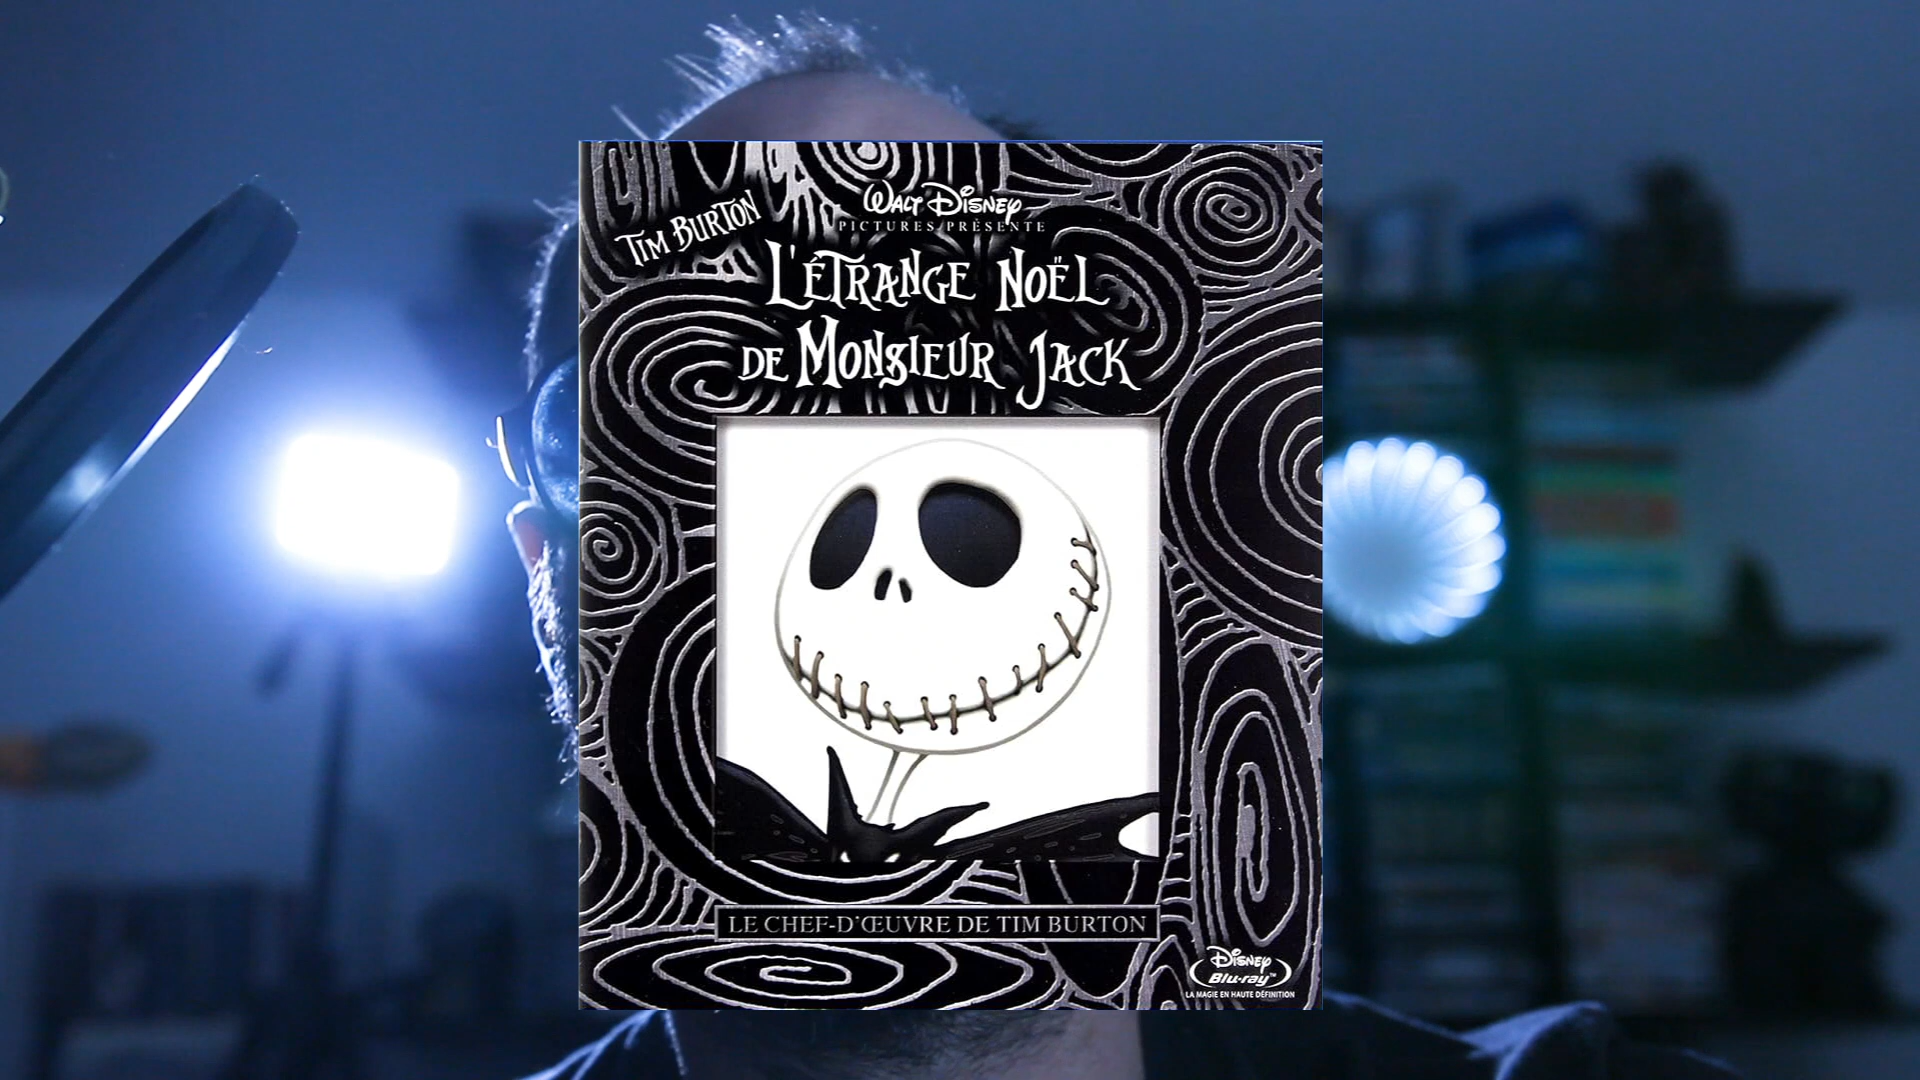 TIM BURTON
WALT DISNEY
PICTURES PRÉSENTE
L'ÉTRANGE NOËL
DE MONSIEUR JACK
LE CHEF-D'ŒUVRE DE TIM BURTON
DISNEY
Blu-ray™
LA MAGIE EN HAUTE DÉFINITION